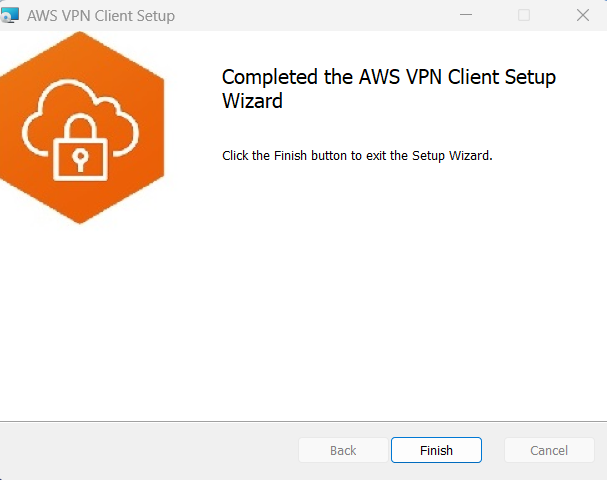 AWS VPN Client Setup
Completed the AWS VPN Client Setup
Wizard
Click the Finish button to exit the Setup Wizard.
Back
Finish
Cancel